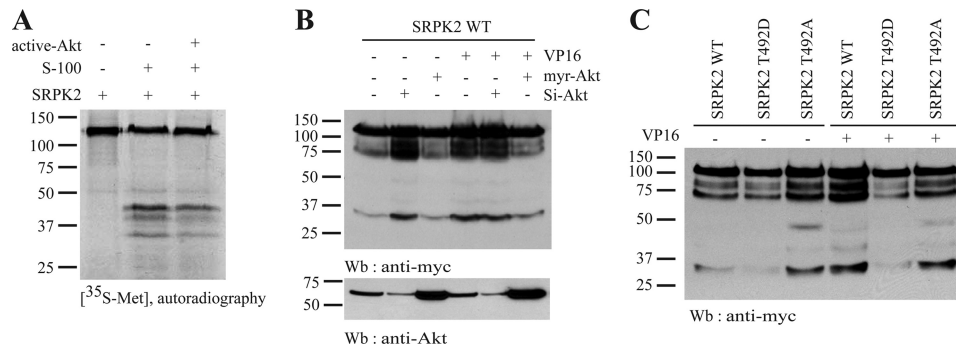 A
active-Akt - - +
S-100 - + +
SRPK2 + + +
150
100
75
50
37
25
[35S-Met], autoradiography
B
SRPK2 WT
- - - + + + VP16
- - + - - + myr-Akt
- + - - + - Si-Akt
150
100
75
50
37
25
Wb : anti-myc
75
50
Wb : anti-Akt
C
SRPK2 WT
SRPK2 T492D
SRPK2 T492A
SRPK2 WT
SRPK2 T492D
SRPK2 T492A
VP16 - - - + + +
150
100
75
50
37
25
Wb : anti-myc